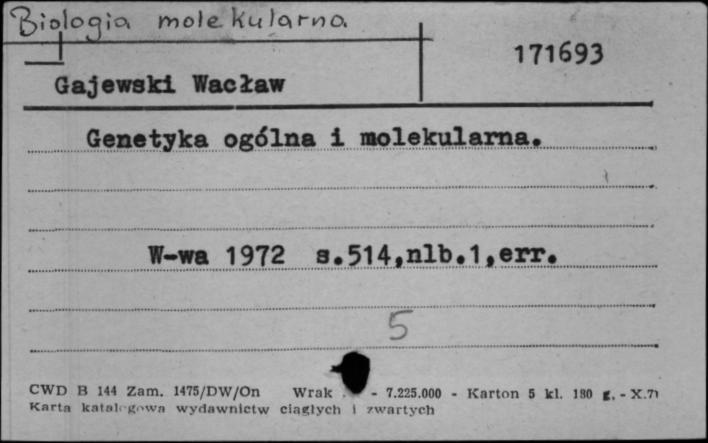 Biologia molekularna
171693
Gajewski Wacław
Genetyka ogólna i molekularna.
W-wa 1972 s.514,nlb.1,err.
5
CWD B 144 Zam. 1475/DW/On Wrak - 7.225.000 - Karton 5 kl. 180 g. - X.71
Karta katalogowa wydawnictw ciągłych i zwartych